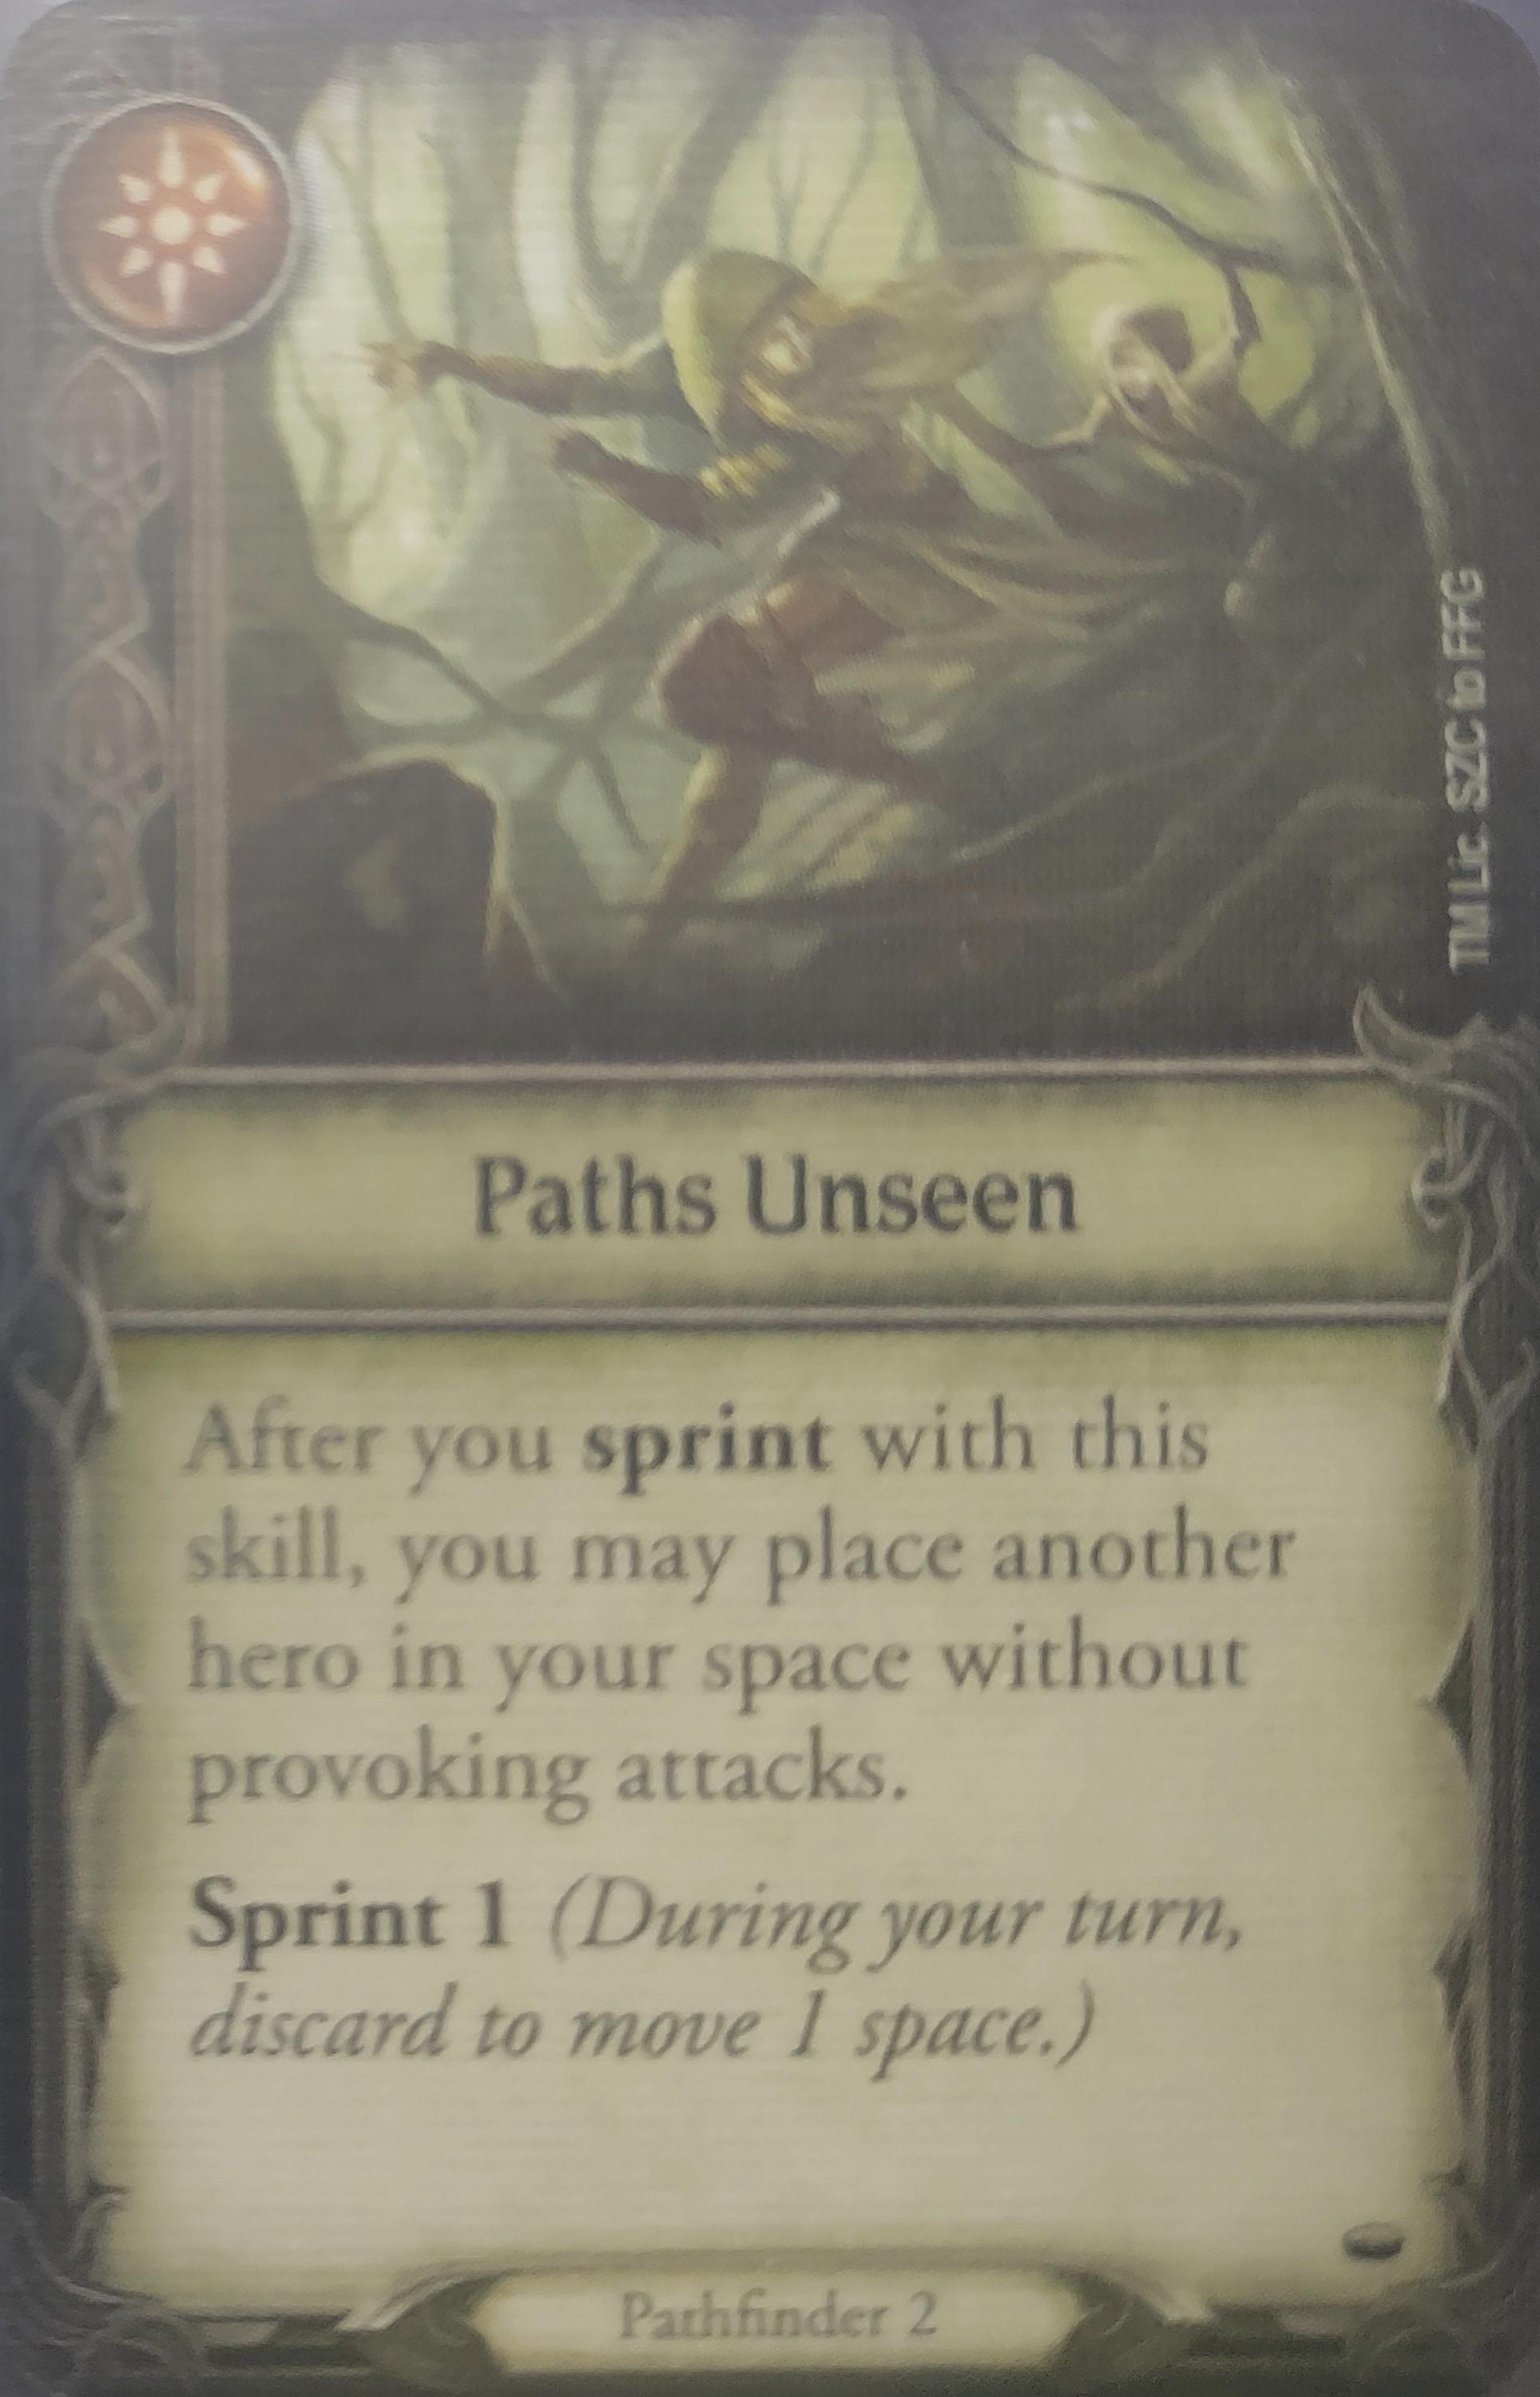 TM Lic. SZC to FFG
Paths Unseen
After you sprint with this
skill, you may place another
hero in your space without
provoking attacks.
Sprint 1 (During your turn,
discard to move 1 space.)
Pathfinder 2